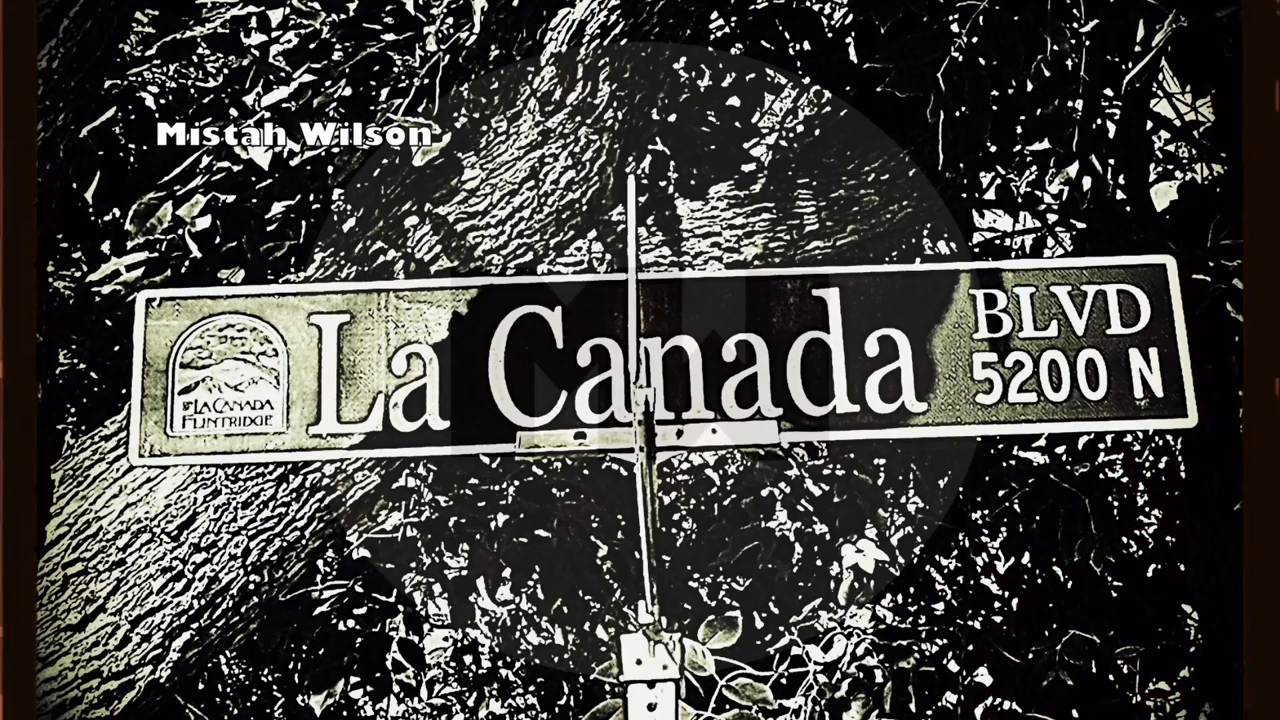 Mistah Wilson
La Canada
BLVD
5200 N
LA CANADA
FLINTRIDGE